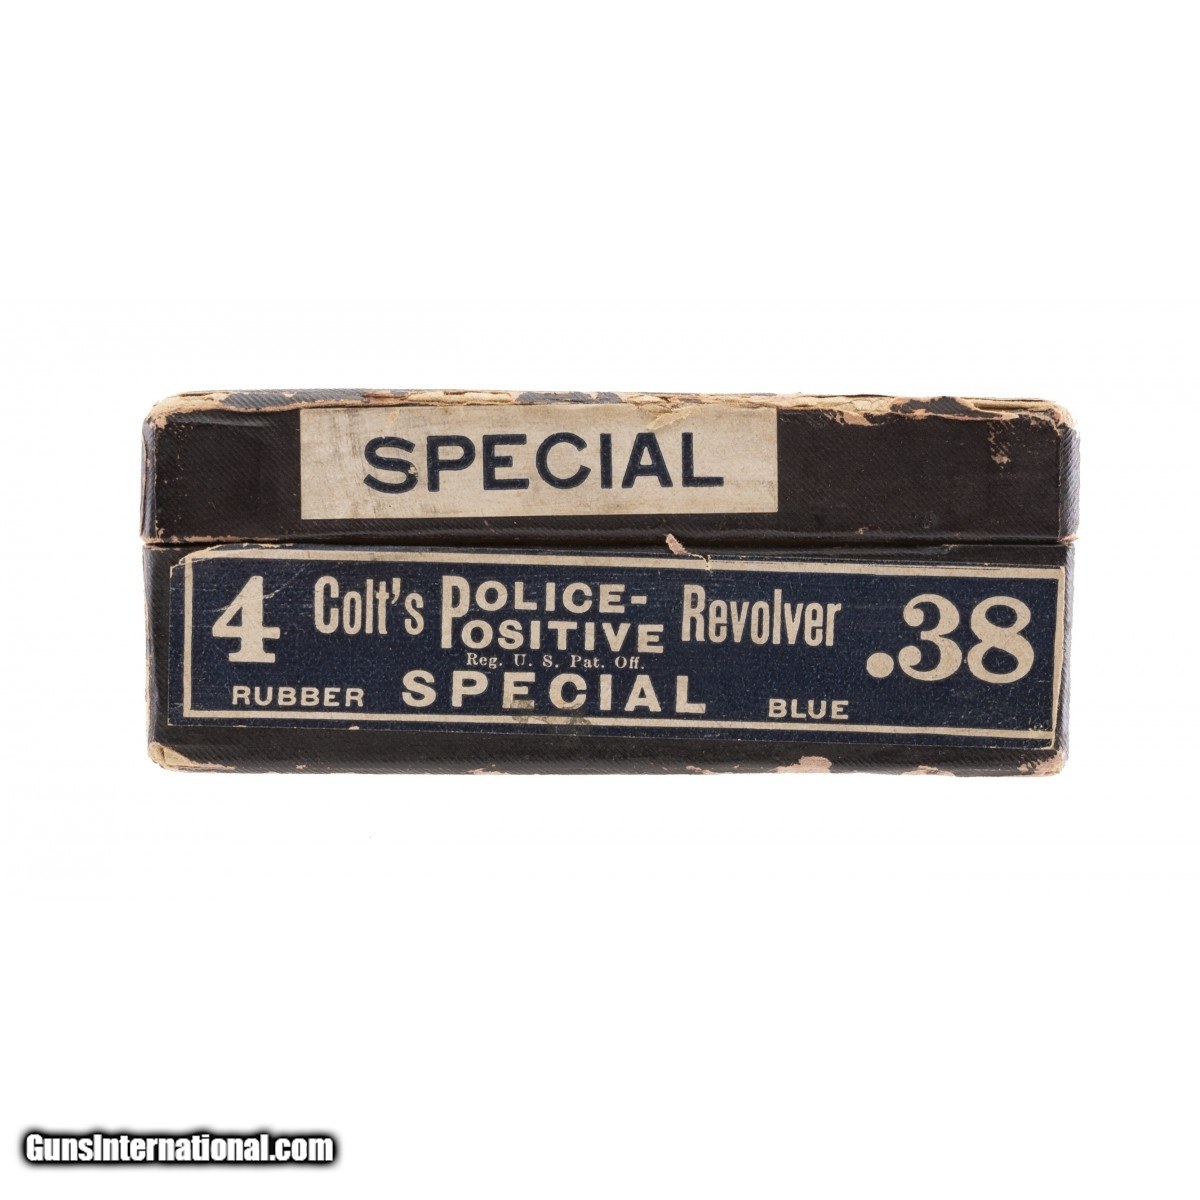 SPECIAL
4 Colt's POLICE-POSITIVE Revolver .38
Reg. U. S. Pat. Off.
RUBBER SPECIAL BLUE
GunsInternational.com